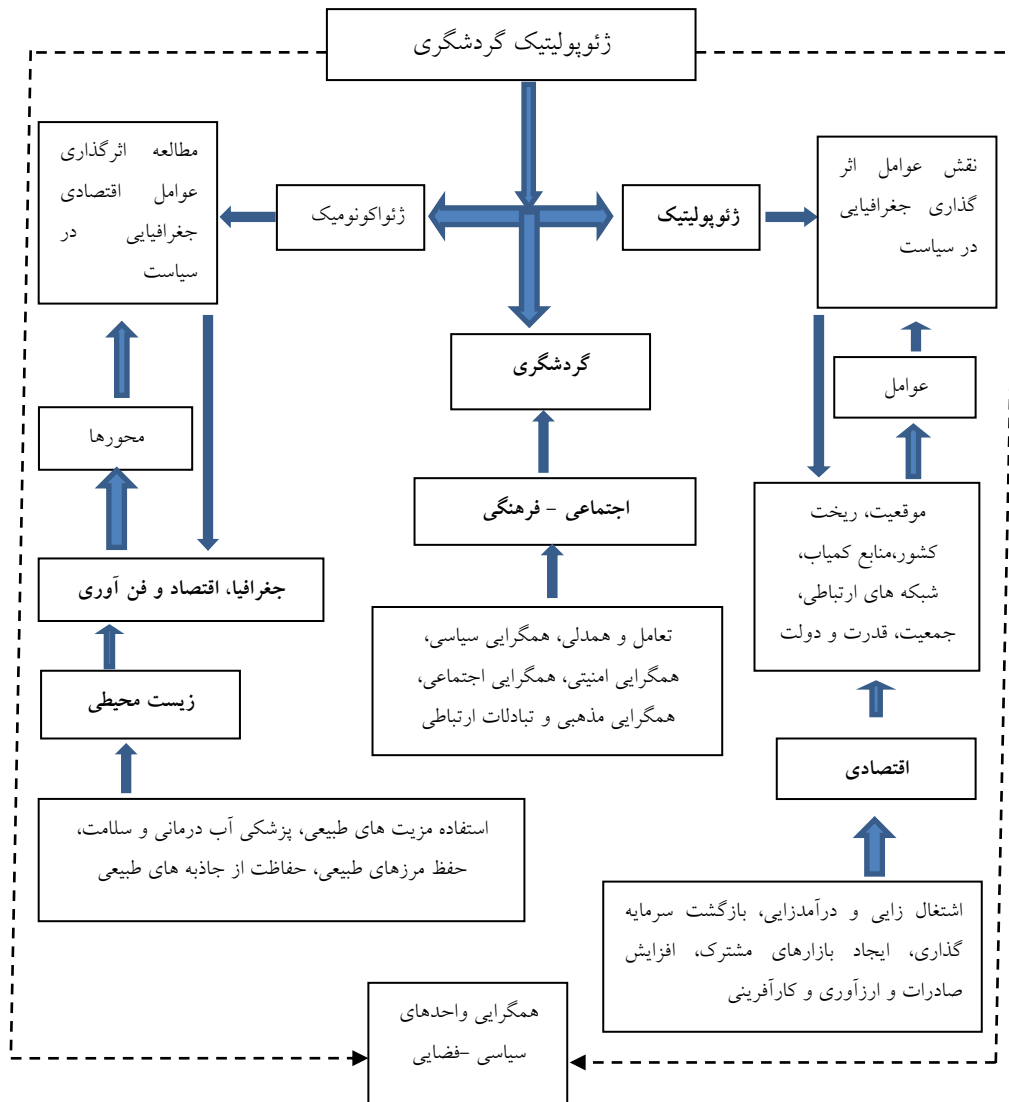 ژئوپولیتیک گردشگری
نقش عوامل اثر
گذاری جغرافیایی
در سیاست
ژئوپولیتیک
ژئواکونومیک
مطالعه اثرگذاری
عوامل اقتصادی
جغرافیایی در
سیاست
گردشگری
عوامل
محورها
اجتماعی – فرهنگی
موقعیت، ریخت
کشور،منابع کمیاب،
شبکه های ارتباطی،
جمعیت، قدرت و دولت
جغرافیا، اقتصاد و فن آوری
تعامل و همدلی، همگرایی سیاسی،
همگرایی امنیتی، همگرایی اجتماعی،
همگرایی مذهبی و تبادلات ارتباطی
زیست محیطی
اقتصادی
استفاده مزیت های طبیعی، پزشکی آب درمانی و سلامت،
حفظ مرزهای طبیعی، حفاظت از جاذبه های طبیعی
اشتغال زایی و درآمدزایی، بازگشت سرمایه
گذاری، ایجاد بازارهای مشترک، افزایش
صادرات و ارزآوری و کارآفرینی
همگرایی واحدهای
سیاسی –فضایی